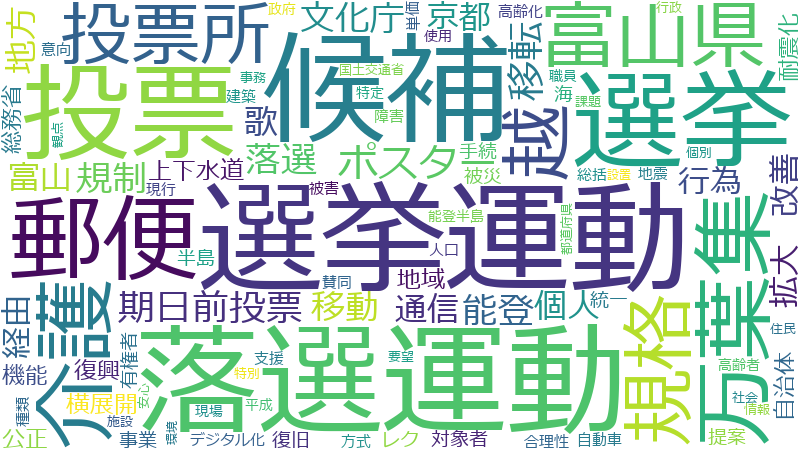 政府
高齢化
行政
地方
投票所
文化庁
単価
京都
富山県
意向
使用
移転
耐震化
候補
国土交通省
職員
総務省
投票
事務
建築
特定
海
課題
選挙
観点
歌
障害
越
落選
ポスター
手続
個別
富山
規制
上下水道
被災
総括
設置
地震
行為
改善
現行
被害
郵便
選挙運動
能登半島
都道府県
万葉集
半島
人口
拡大
介護
賛同
地域
経由
期日前投票
移動
通信
能登
個人
統一
規格
有権者
落選運動
住民
機能
復興
支援
要望
高齢者
自治体
安心
特別
種類
横展開
現場
平成
社会
情報
施設
公正
事業
環境
デジタル化
復旧
方式
レク
対象者
合理性
自動車
提案